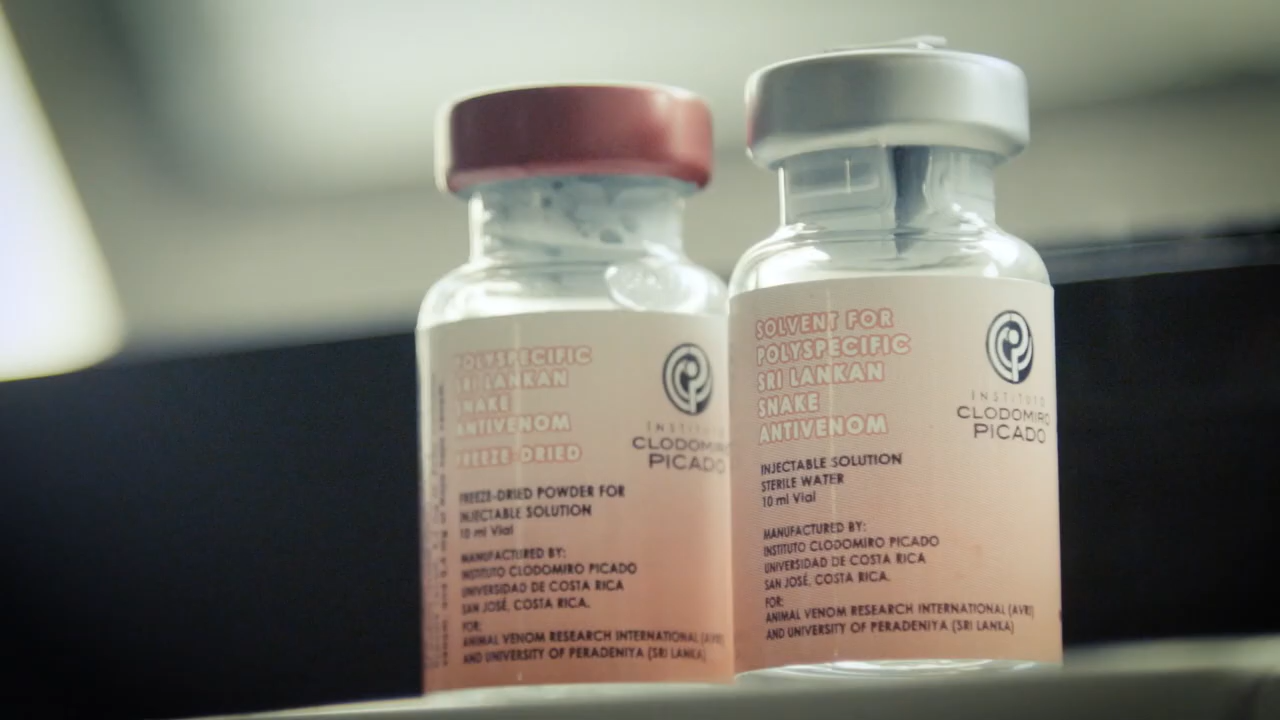 POLYSPECIFIC
SRI LANKAN
SNAKE
ANTIVENOM
FREEZE-DRIED
INSTITUTO
CLODOMIRO
PICADO
FREEZE-DRIED POWDER FOR
INJECTABLE SOLUTION
10 ml Vial
MANUFACTURED BY:
INSTITUTO CLODOMIRO PICADO
UNIVERSIDAD DE COSTA RICA
SAN JOSÉ, COSTA RICA.
FOR:
ANIMAL VENOM RESEARCH INTERNATIONAL (AVRI)
AND UNIVERSITY OF PERADENIYA (SRI LANKA)
SOLVENT FOR
POLYSPECIFIC
SRI LANKAN
SNAKE
ANTIVENOM
INSTITUTO
CLODOMIRO
PICADO
INJECTABLE SOLUTION
STERILE WATER
10 ml Vial
MANUFACTURED BY:
INSTITUTO CLODOMIRO PICADO
UNIVERSIDAD DE COSTA RICA
SAN JOSÉ, COSTA RICA.
FOR:
ANIMAL VENOM RESEARCH INTERNATIONAL (AVRI)
AND UNIVERSITY OF PERADENIYA (SRI LANKA)